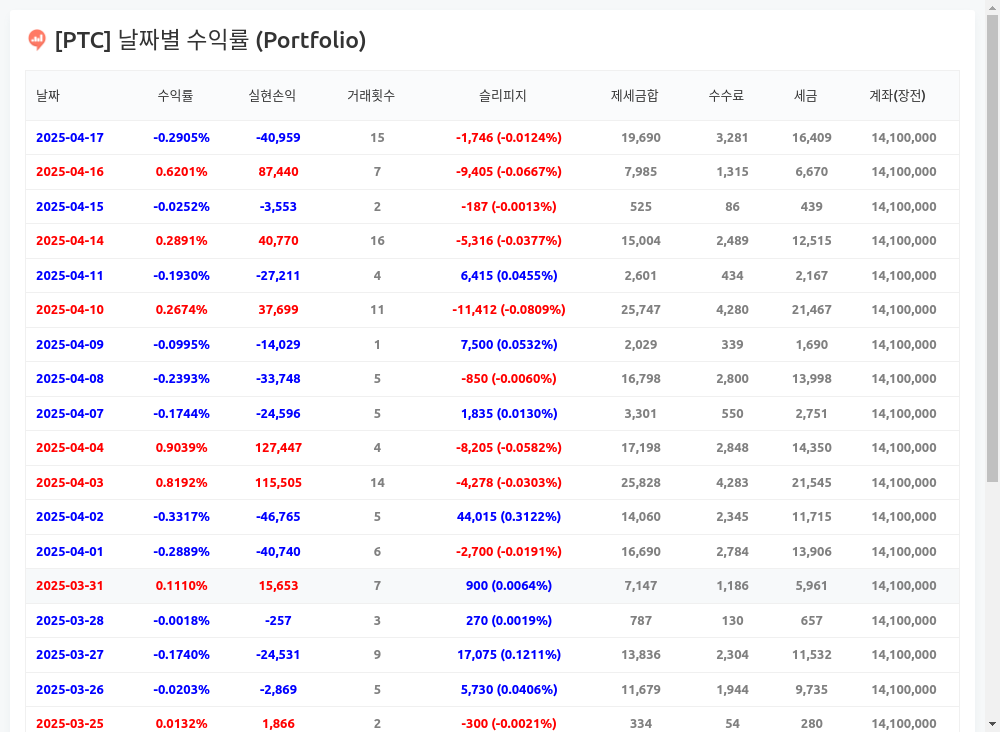 [PTC] 날짜별 수익률 (Portfolio)
날짜 수익률 실현손익 거래횟수 슬리피지 제세금합 수수료 세금 계좌(장전)
2025-04-17 -0.2905% -40,959 15 -1,746 (-0.0124%) 19,690 3,281 16,409 14,100,000
2025-04-16 0.6201% 87,440 7 -9,405 (-0.0667%) 7,985 1,315 6,670 14,100,000
2025-04-15 -0.0252% -3,553 2 -187 (-0.0013%) 525 86 439 14,100,000
2025-04-14 0.2891% 40,770 16 -5,316 (-0.0377%) 15,004 2,489 12,515 14,100,000
2025-04-11 -0.1930% -27,211 4 6,415 (0.0455%) 2,601 434 2,167 14,100,000
2025-04-10 0.2674% 37,699 11 -11,412 (-0.0809%) 25,747 4,280 21,467 14,100,000
2025-04-09 -0.0995% -14,029 1 7,500 (0.0532%) 2,029 339 1,690 14,100,000
2025-04-08 -0.2393% -33,748 5 -850 (-0.0060%) 16,798 2,800 13,998 14,100,000
2025-04-07 -0.1744% -24,596 5 1,835 (0.0130%) 3,301 550 2,751 14,100,000
2025-04-04 0.9039% 127,447 4 -8,205 (-0.0582%) 17,198 2,848 14,350 14,100,000
2025-04-03 0.8192% 115,505 14 -4,278 (-0.0303%) 25,828 4,283 21,545 14,100,000
2025-04-02 -0.3317% -46,765 5 44,015 (0.3122%) 14,060 2,345 11,715 14,100,000
2025-04-01 -0.2889% -40,740 6 -2,700 (-0.0191%) 16,690 2,784 13,906 14,100,000
2025-03-31 0.1110% 15,653 7 900 (0.0064%) 7,147 1,186 5,961 14,100,000
2025-03-28 -0.0018% -257 3 270 (0.0019%) 787 130 657 14,100,000
2025-03-27 -0.1740% -24,531 9 17,075 (0.1211%) 13,836 2,304 11,532 14,100,000
2025-03-26 -0.0203% -2,869 5 5,730 (0.0406%) 11,679 1,944 9,735 14,100,000
2025-03-25 0.0132% 1,866 2 -300 (-0.0021%) 334 54 280 14,100,000